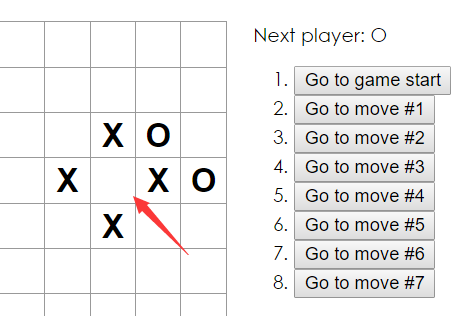 Next player: O
1. Go to game start
2. Go to move #1
X O
3. Go to move #2
4. Go to move #3
X X O
5. Go to move #4
X
6. Go to move #5
7. Go to move #6
8. Go to move #7